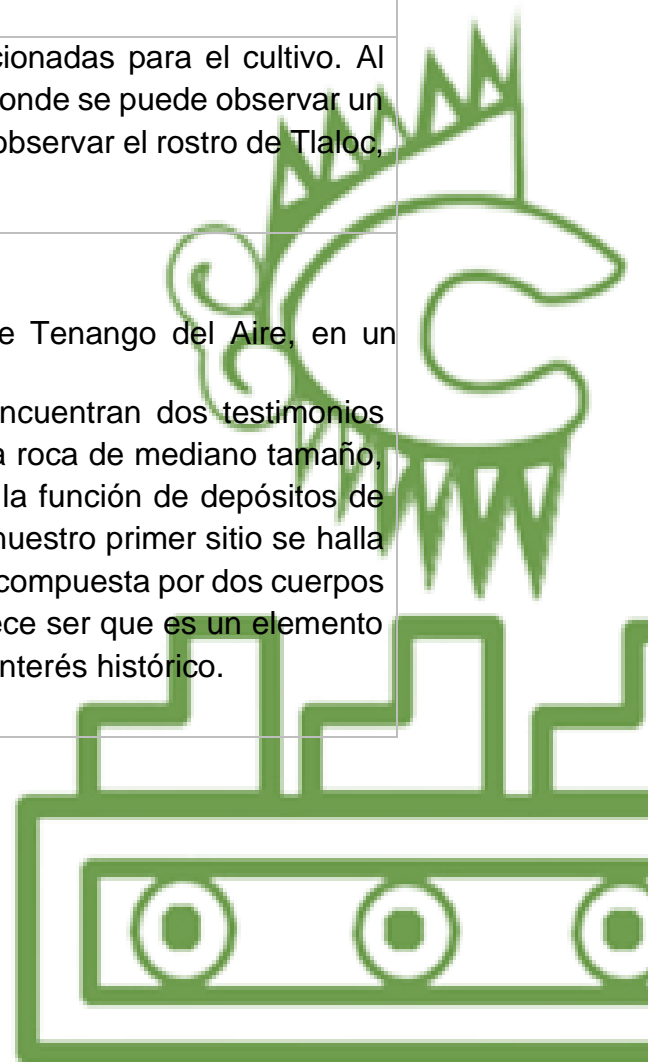 cionadas para el cultivo. Al
onde se puede observar un
observar el rostro de Tlaloc,
e Tenango del Aire, en un
ncuentran dos testimonios
a roca de mediano tamaño,
la función de depósitos de
nuestro primer sitio se halla
compuesta por dos cuerpos
ece ser que es un elemento
nterés histórico.